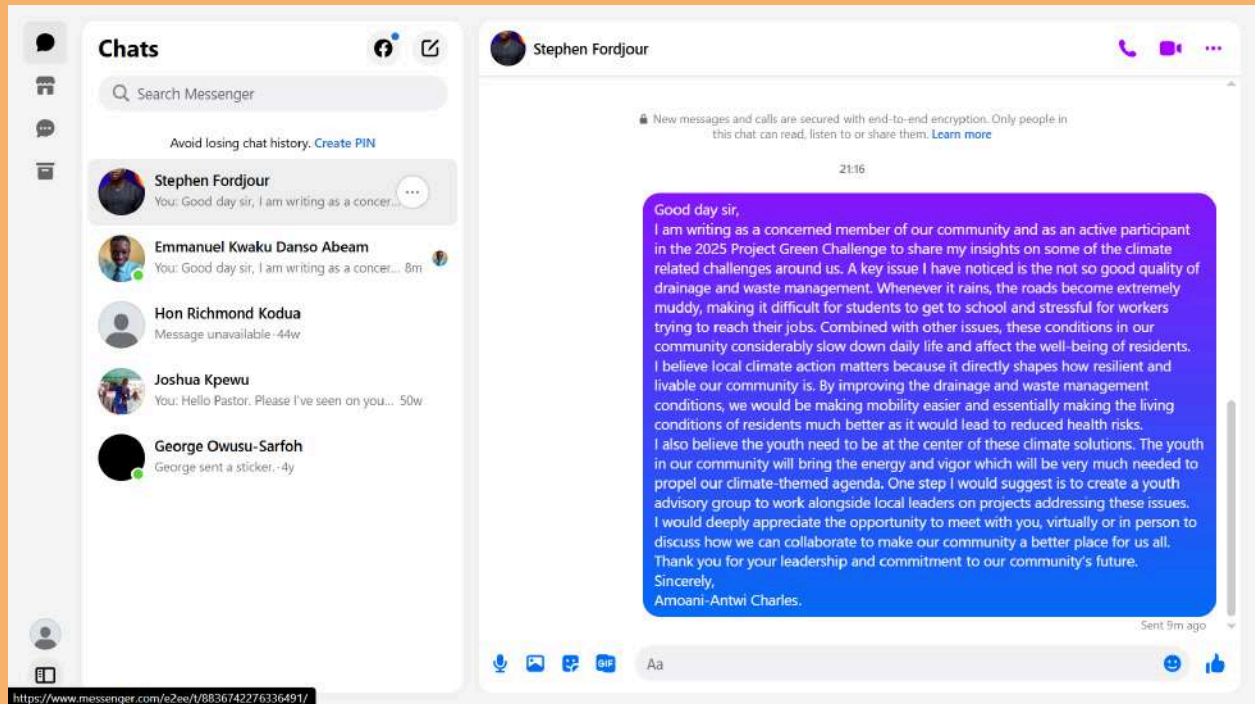 Chats
Search Messenger
Avoid losing chat history. Create PIN
Stephen Fordjour
You: Good day sir, I am writing as a concer...
Emmanuel Kwaku Danso Abeam
You: Good day sir, I am writing as a concer... 8m
Hon Richmond Kodua
Message unavailable · 44w
Joshua Kpewu
You: Hello Pastor. Please I've seen on you... 50w
George Owusu-Sarfoh
George sent a sticker. · 4y
https://www.messenger.com/e2ee/t/8836742276336491/
Stephen Fordjour
New messages and calls are secured with end-to-end encryption. Only people in
this chat can read, listen to or share them. Learn more
21:16
Good day sir,
I am writing as a concerned member of our community and as an active participant
in the 2025 Project Green Challenge to share my insights on some of the climate
related challenges around us. A key issue I have noticed is the not so good quality of
drainage and waste management. Whenever it rains, the roads become extremely
muddy, making it difficult for students to get to school and stressful for workers
trying to reach their jobs. Combined with other issues, these conditions in our
community considerably slow down daily life and affect the well-being of residents.
I believe local climate action matters because it directly shapes how resilient and
livable our community is. By improving the drainage and waste management
conditions, we would be making mobility easier and essentially making the living
conditions of residents much better as it would lead to reduced health risks.
I also believe the youth need to be at the center of these climate solutions. The youth
in our community will bring the energy and vigor which will be very much needed to
propel our climate-themed agenda. One step I would suggest is to create a youth
advisory group to work alongside local leaders on projects addressing these issues.
I would deeply appreciate the opportunity to meet with you, virtually or in person to
discuss how we can collaborate to make our community a better place for us all.
Thank you for your leadership and commitment to our community's future.
Sincerely,
Amoani-Antwi Charles.
Sent 9m ago
GIF
Aa